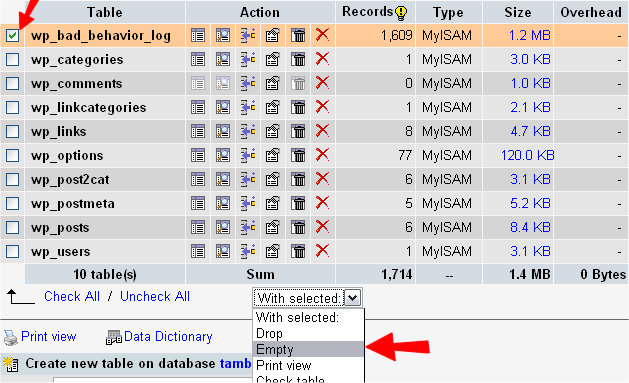 Table Action Records Type Size Overhead
wp_bad_behavior_log 1,609 MyISAM 1.2 MB -
wp_categories 1 MyISAM 3.0 KB -
wp_comments 0 MyISAM 1.0 KB -
wp_linkcategories 1 MyISAM 2.1 KB -
wp_links 8 MyISAM 4.7 KB -
wp_options 77 MyISAM 120.0 KB -
wp_post2cat 6 MyISAM 3.1 KB -
wp_postmeta 5 MyISAM 5.2 KB -
wp_posts 6 MyISAM 8.4 KB -
wp_users 1 MyISAM 3.1 KB -
10 table(s) Sum 1,714 -- 1.4 MB 0 Bytes
Check All / Uncheck All With selected:
With selected:
Drop
Print view Data Dictionary Empty
Print view
Create new table on database tamb
Check table